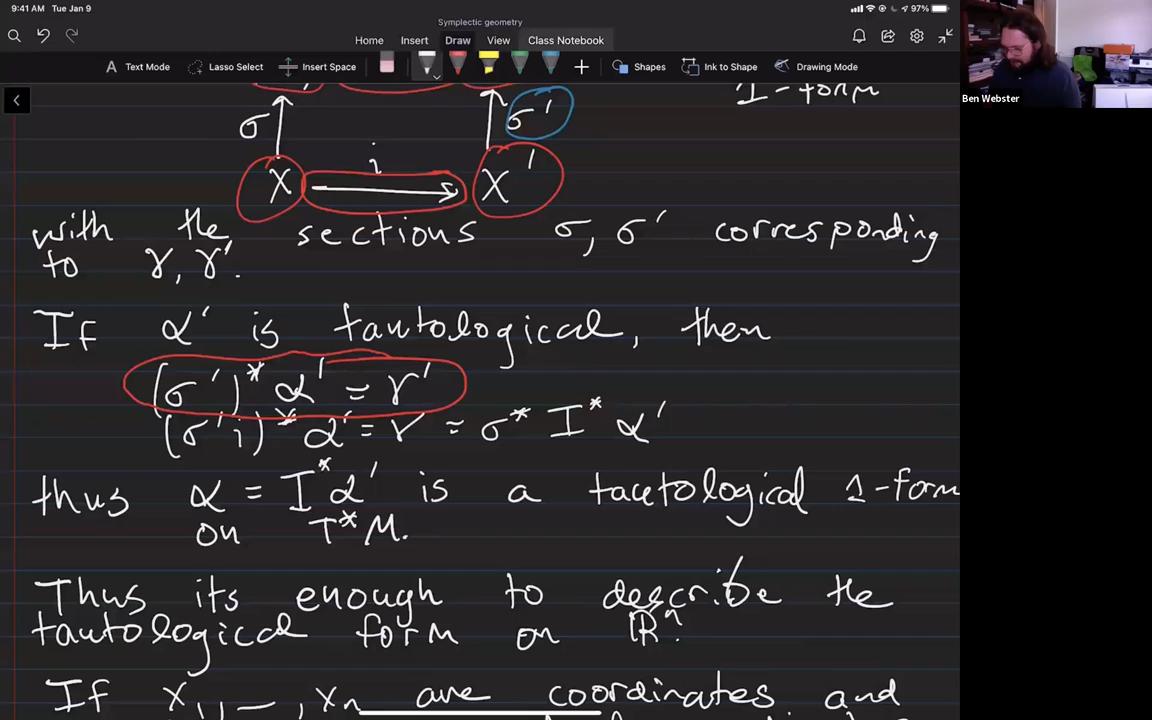 9:41 AM Tue Jan 9
97%
Symplectic geometry
Home Insert Draw View Class Notebook
Text Mode Lasso Select Insert Space Shapes Ink to Shape Drawing Mode
Ben Webster
1-form
σ σ'
i
X X'
with the sections σ, σ' corresponding
to γ, γ'.
If α' is tautological, then
(σ')* α' = γ'
(σ'i)* α' = γ = σ* I* α'
thus α = I* α' is a tautological 1-form
on T*M.
Thus its enough to describe the
tautological form on ℝⁿ.
If x₁, —, xₙ are coordinates and